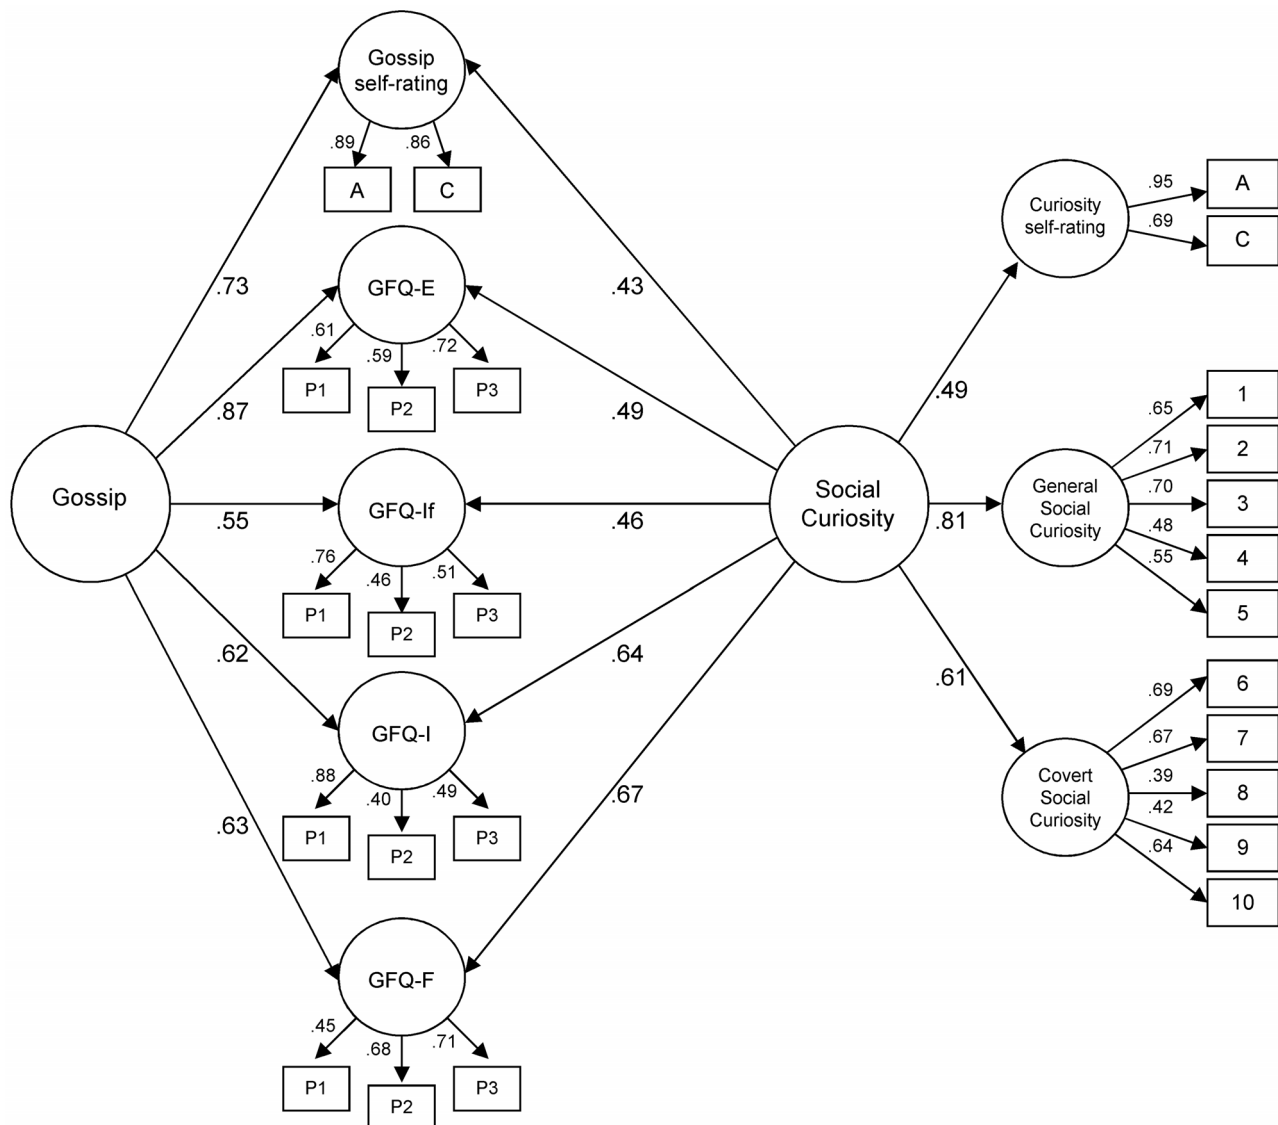 Gossip
self-rating
.89
.86
A
C
.73
.43
GFQ-E
.61
.59
.72
P1
P2
P3
.87
.49
Gossip
GFQ-If
.55
.46
.76
.46
.51
P1
P2
P3
Social
Curiosity
.62
.64
GFQ-I
.88
.40
.49
P1
P2
P3
.63
.67
GFQ-F
.45
.68
.71
P1
P2
P3
.49
Curiosity
self-rating
.95
.69
A
C
.81
General
Social
Curiosity
.65
.71
.70
.48
.55
1
2
3
4
5
.61
Covert
Social
Curiosity
.69
.67
.39
.42
.64
6
7
8
9
10